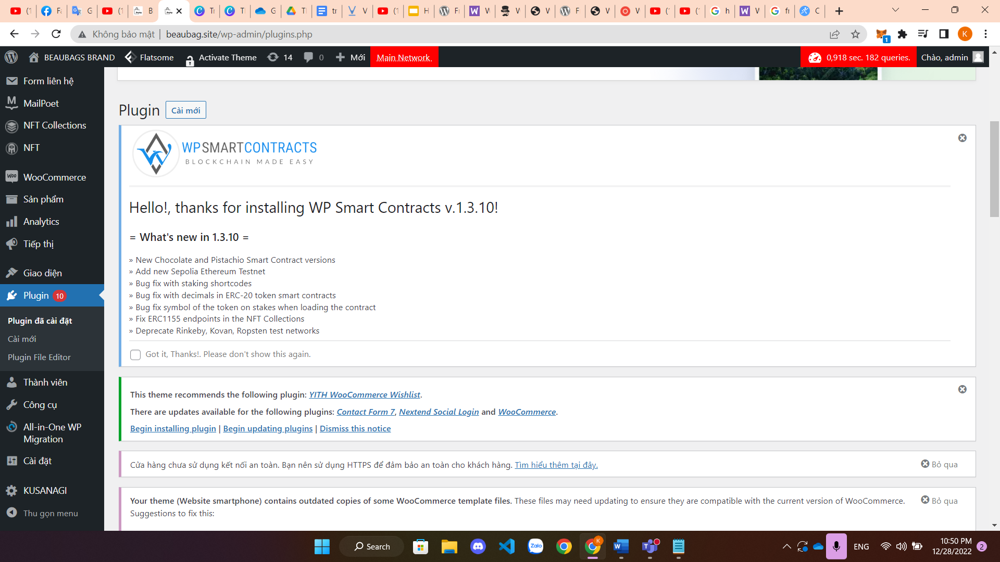 (1
Fa
G
(1
B
Tr
Tl
G
Tl
tr
V
(1
H
Fr
W
W
W
F
W
W
(
(
h
W
fr
C
Không bảo mật | beaubag.site/wp-admin/plugins.php
1
K
BEAUBAGS BRAND
Flatsome
Activate Theme
14
0
Mới
Main Network.
0,918 sec. 182 queries.
Chào, admin
Form liên hệ
MailPoet
NFT Collections
NFT
WooCommerce
Sản phẩm
Analytics
Tiếp thị
Giao diện
Plugin 10
Plugin đã cài đặt
Cài mới
Plugin File Editor
Thành viên
Công cụ
All-in-One WP
Migration
Cài đặt
KUSANAGI
Thu gọn menu
Plugin Cài mới
WPSMARTCONTRACTS
BLOCKCHAIN MADE EASY
Hello!, thanks for installing WP Smart Contracts v.1.3.10!
= What's new in 1.3.10 =
» New Chocolate and Pistachio Smart Contract versions
» Add new Sepolia Ethereum Testnet
» Bug fix with staking shortcodes
» Bug fix with decimals in ERC-20 token smart contracts
» Bug fix symbol of the token on stakes when loading the contract
» Fix ERC1155 endpoints in the NFT Collections
» Deprecate Rinkeby, Kovan, Ropsten test networks
Got it, Thanks!. Please don't show this again.
This theme recommends the following plugin: YITH WooCommerce Wishlist.
There are updates available for the following plugins: Contact Form 7, Nextend Social Login and WooCommerce.
Begin installing plugin | Begin updating plugins | Dismiss this notice
Cửa hàng chưa sử dụng kết nối an toàn. Bạn nên sử dụng HTTPS để đảm bảo an toàn cho khách hàng. Tìm hiểu thêm tại đây.
Bỏ qua
Your theme (Website smartphone) contains outdated copies of some WooCommerce template files. These files may need updating to ensure they are compatible with the current version of WooCommerce.
Suggestions to fix this:
Bỏ qua
Search
Zalo
K
ENG
10:50 PM
12/28/2022
2